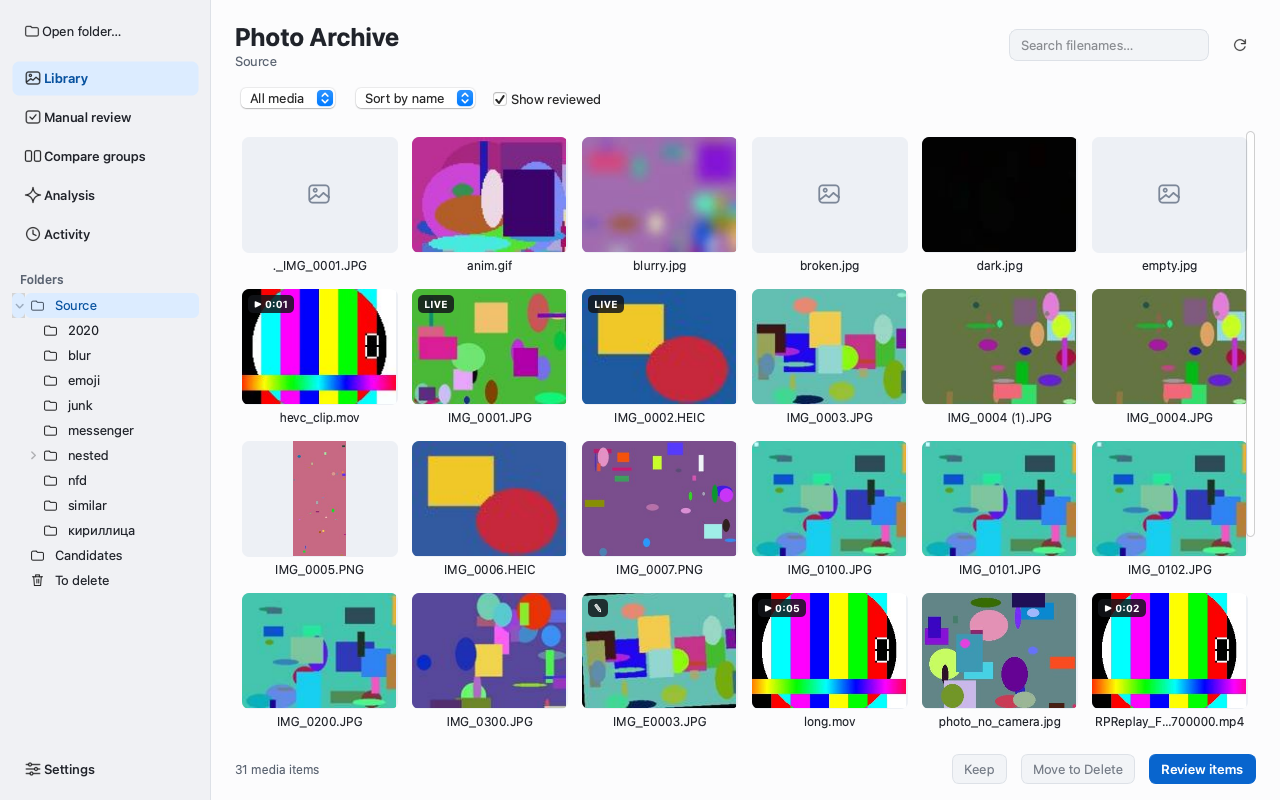 Open folder...
Library
Manual review
Compare groups
Analysis
Activity
Folders
Source
2020
blur
emoji
junk
messenger
nested
nfd
similar
кириллица
Candidates
To delete
Settings
Photo Archive
Source
Search filenames...
All media
Sort by name
Show reviewed
._IMG_0001.JPG
anim.gif
blurry.jpg
broken.jpg
dark.jpg
empty.jpg
0:01
LIVE
LIVE
hevc_clip.mov
IMG_0001.JPG
IMG_0002.HEIC
IMG_0003.JPG
IMG_0004 (1).JPG
IMG_0004.JPG
IMG_0005.PNG
IMG_0006.HEIC
IMG_0007.PNG
IMG_0100.JPG
IMG_0101.JPG
IMG_0102.JPG
0:05
0:02
IMG_0200.JPG
IMG_0300.JPG
IMG_E0003.JPG
long.mov
photo_no_camera.jpg
RPReplay_F...700000.mp4
31 media items
Keep
Move to Delete
Review items